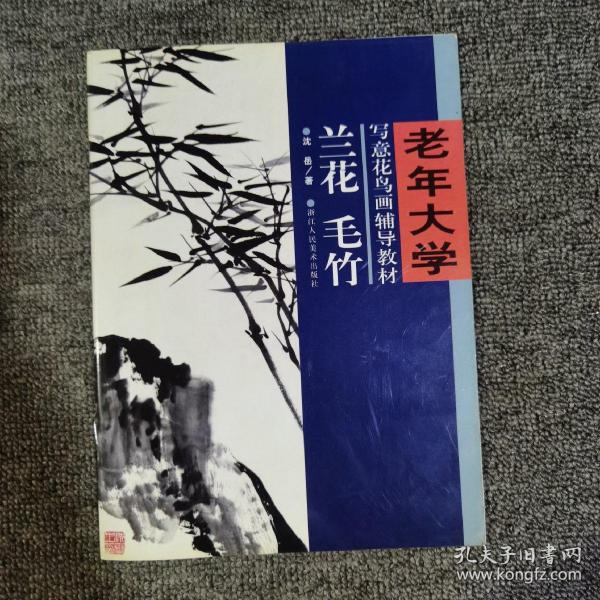 老年大学
写意花鸟画辅导教材
兰花 毛竹
沈岳/著
浙江人民美术出版社
孔夫子旧书网
www.kongfz.com